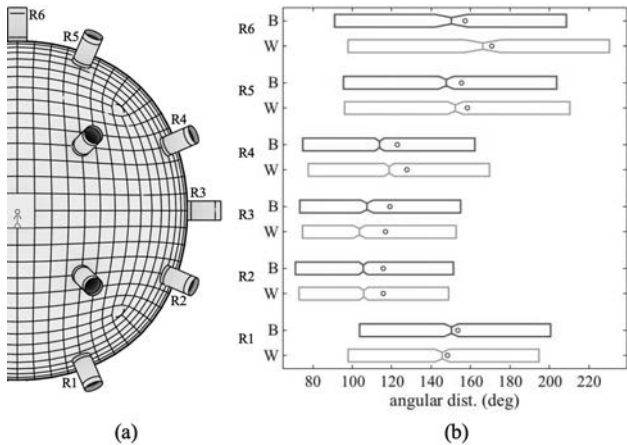 R6
R5
R4
R3
R2
R1
(a)
R6 B
W
R5 B
W
R4 B
W
R3 B
W
R2 B
W
R1 B
W
80 100 120 140 160 180 200 220
angular dist. (deg)
(b)